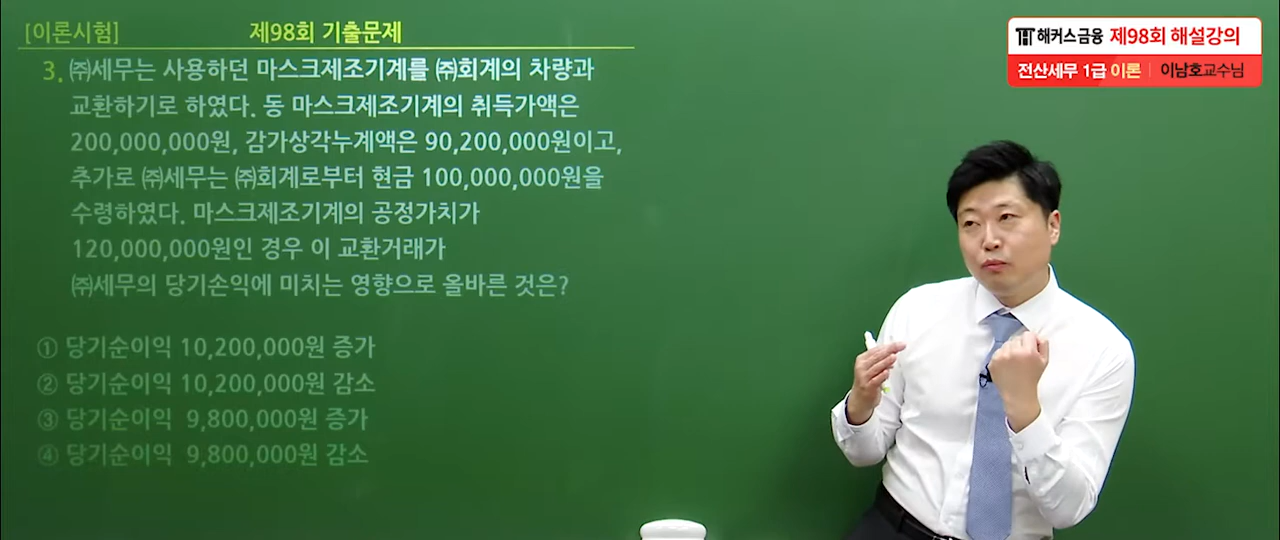 [이론시험] 제98회 기출문제
해커스금융 제98회 해설강의
전산세무 1급 이론 | 이남호교수님
3. ㈜세무는 사용하던 마스크제조기계를 ㈜회계의 차량과
교환하기로 하였다. 동 마스크제조기계의 취득가액은
200,000,000원, 감가상각누계액은 90,200,000원이고,
추가로 ㈜세무는 ㈜회계로부터 현금 100,000,000원을
수령하였다. 마스크제조기계의 공정가치가
120,000,000원인 경우 이 교환거래가
㈜세무의 당기손익에 미치는 영향으로 올바른 것은?
① 당기순이익 10,200,000원 증가
② 당기순이익 10,200,000원 감소
③ 당기순이익 9,800,000원 증가
④ 당기순이익 9,800,000원 감소